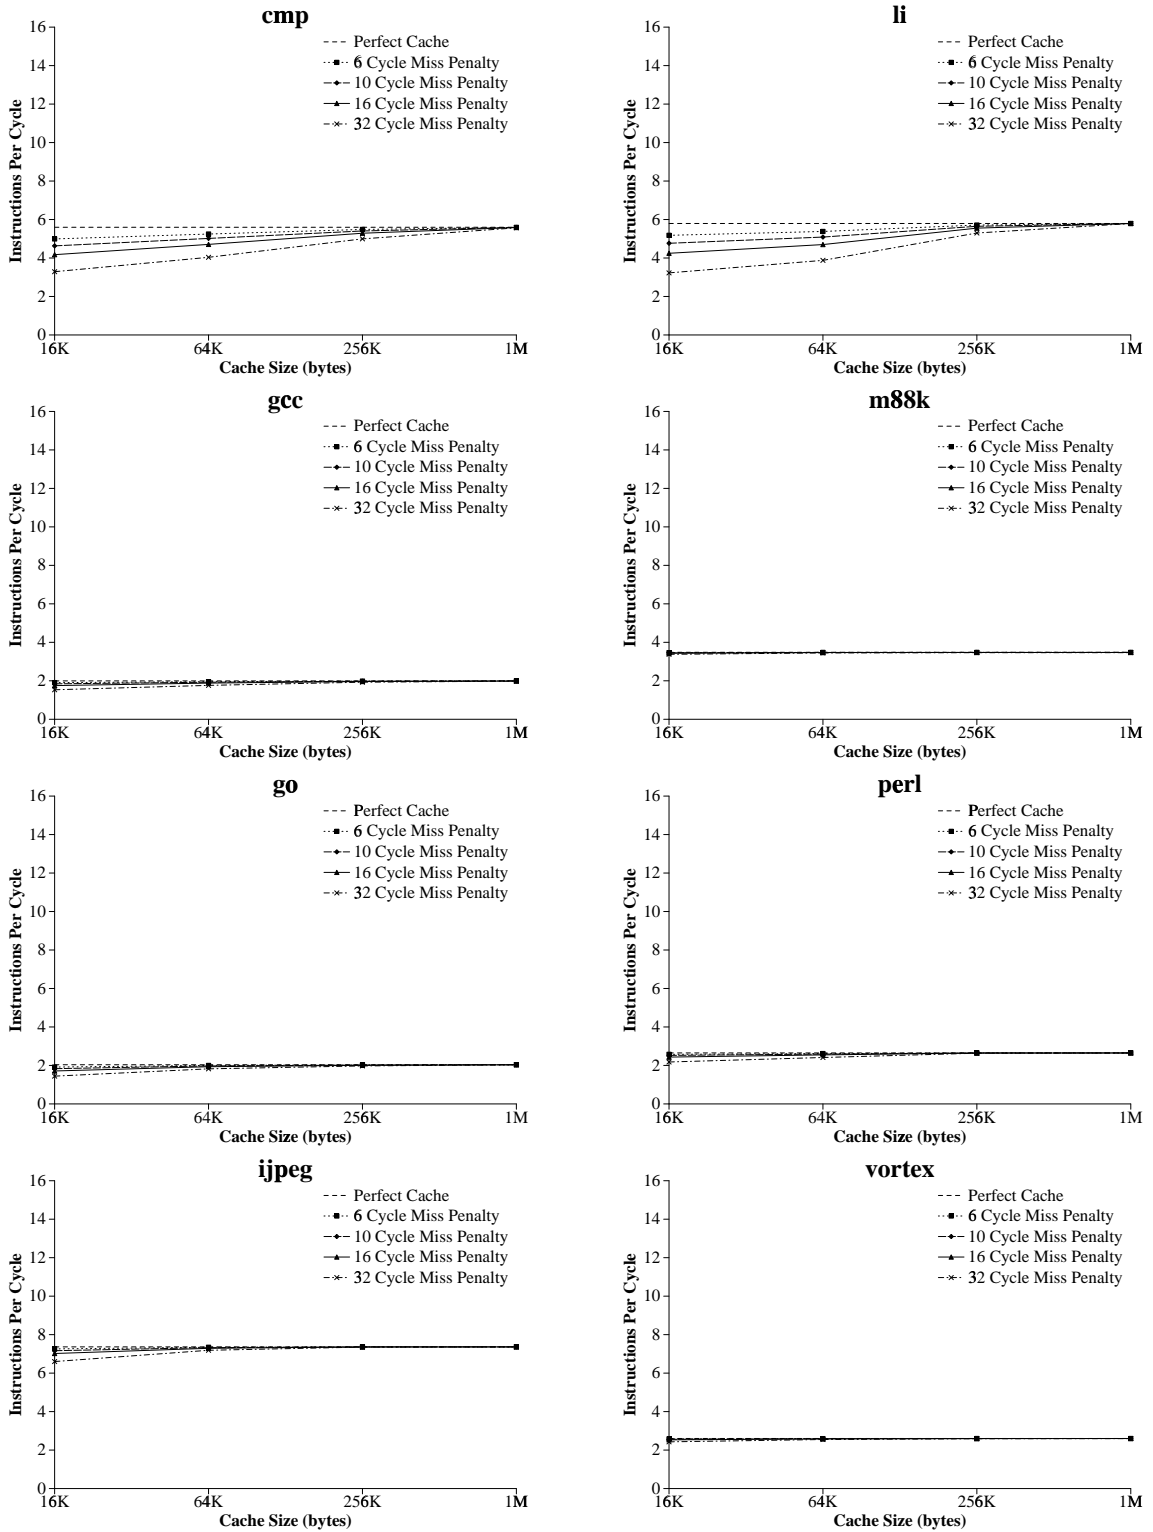 cmp
16
14
12
10
8
6
4
2
0
Instructions Per Cycle
Perfect Cache
6 Cycle Miss Penalty
10 Cycle Miss Penalty
16 Cycle Miss Penalty
32 Cycle Miss Penalty
16K 64K 256K 1M
Cache Size (bytes)
li
16
14
12
10
8
6
4
2
0
Instructions Per Cycle
Perfect Cache
6 Cycle Miss Penalty
10 Cycle Miss Penalty
16 Cycle Miss Penalty
32 Cycle Miss Penalty
16K 64K 256K 1M
Cache Size (bytes)
gcc
16
14
12
10
8
6
4
2
0
Instructions Per Cycle
Perfect Cache
6 Cycle Miss Penalty
10 Cycle Miss Penalty
16 Cycle Miss Penalty
32 Cycle Miss Penalty
16K 64K 256K 1M
Cache Size (bytes)
m88k
16
14
12
10
8
6
4
2
0
Instructions Per Cycle
Perfect Cache
6 Cycle Miss Penalty
10 Cycle Miss Penalty
16 Cycle Miss Penalty
32 Cycle Miss Penalty
16K 64K 256K 1M
Cache Size (bytes)
go
16
14
12
10
8
6
4
2
0
Instructions Per Cycle
Perfect Cache
6 Cycle Miss Penalty
10 Cycle Miss Penalty
16 Cycle Miss Penalty
32 Cycle Miss Penalty
16K 64K 256K 1M
Cache Size (bytes)
perl
16
14
12
10
8
6
4
2
0
Instructions Per Cycle
Perfect Cache
6 Cycle Miss Penalty
10 Cycle Miss Penalty
16 Cycle Miss Penalty
32 Cycle Miss Penalty
16K 64K 256K 1M
Cache Size (bytes)
ijpeg
16
14
12
10
8
6
4
2
0
Instructions Per Cycle
Perfect Cache
6 Cycle Miss Penalty
10 Cycle Miss Penalty
16 Cycle Miss Penalty
32 Cycle Miss Penalty
16K 64K 256K 1M
Cache Size (bytes)
vortex
16
14
12
10
8
6
4
2
0
Instructions Per Cycle
Perfect Cache
6 Cycle Miss Penalty
10 Cycle Miss Penalty
16 Cycle Miss Penalty
32 Cycle Miss Penalty
16K 64K 256K 1M
Cache Size (bytes)